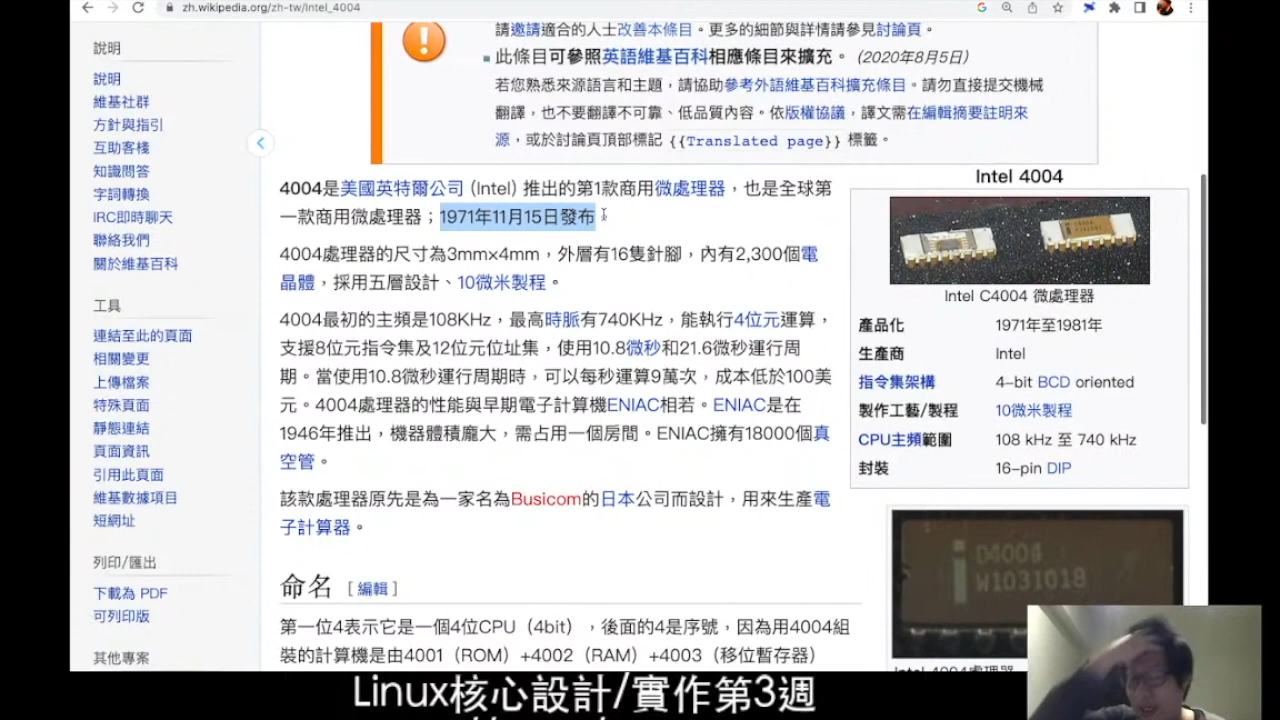 zh.wikipedia.org/zh-tw/Intel_4004
說明
說明
維基社群
方針與指引
互助客棧
知識問答
字詞轉換
IRC即時聊天
聯絡我們
關於維基百科
工具
連結至此的頁面
相關變更
上傳檔案
特殊頁面
靜態連結
頁面資訊
引用此頁面
維基數據項目
短網址
列印/匯出
下載為 PDF
可列印版
其他專案
請邀請適合的人士改善本條目。更多的細節與詳情請參見討論頁。
此條目可參照英語維基百科相應條目來擴充。 (2020年8月5日)
若您熟悉來源語言和主題，請協助參考外語維基百科擴充條目。請勿直接提交機械
翻譯，也不要翻譯不可靠、低品質內容。依版權協議，譯文需在編輯摘要註明來
源，或於討論頁頂部標記 {{Translated page}} 標籤。
4004是美國英特爾公司（Intel）推出的第1款商用微處理器，也是全球第
一款商用微處理器；1971年11月15日發布
4004處理器的尺寸為3mm×4mm，外層有16隻針腳，內有2,300個電
晶體，採用五層設計、10微米製程。
4004最初的主頻是108KHz，最高時脈有740KHz，能執行4位元運算，
支援8位元指令集及12位元位址集，使用10.8微秒和21.6微秒運行周
期。當使用10.8微秒運行周期時，可以每秒運算9萬次，成本低於100美
元。4004處理器的性能與早期電子計算機ENIAC相若。ENIAC是在
1946年推出，機器體積龐大，需占用一個房間。ENIAC擁有18000個真
空管。
該款處理器原先是為一家名為Busicom的日本公司而設計，用來生產電
子計算器。
命名 [ 編輯 ]
第一位4表示它是一個4位CPU（4bit），後面的4是序號，因為用4004組
裝的計算機是由4001（ROM）+4002（RAM）+4003（移位暫存器）
Intel 4004
Intel C4004 微處理器
產品化 1971年至1981年
生產商 Intel
指令集架構 4-bit BCD oriented
製作工藝/製程 10微米製程
CPU主頻範圍 108 kHz 至 740 kHz
封裝 16-pin DIP
D4004
W1031018
Intel 4004處理器
Linux核心設計/實作第3週